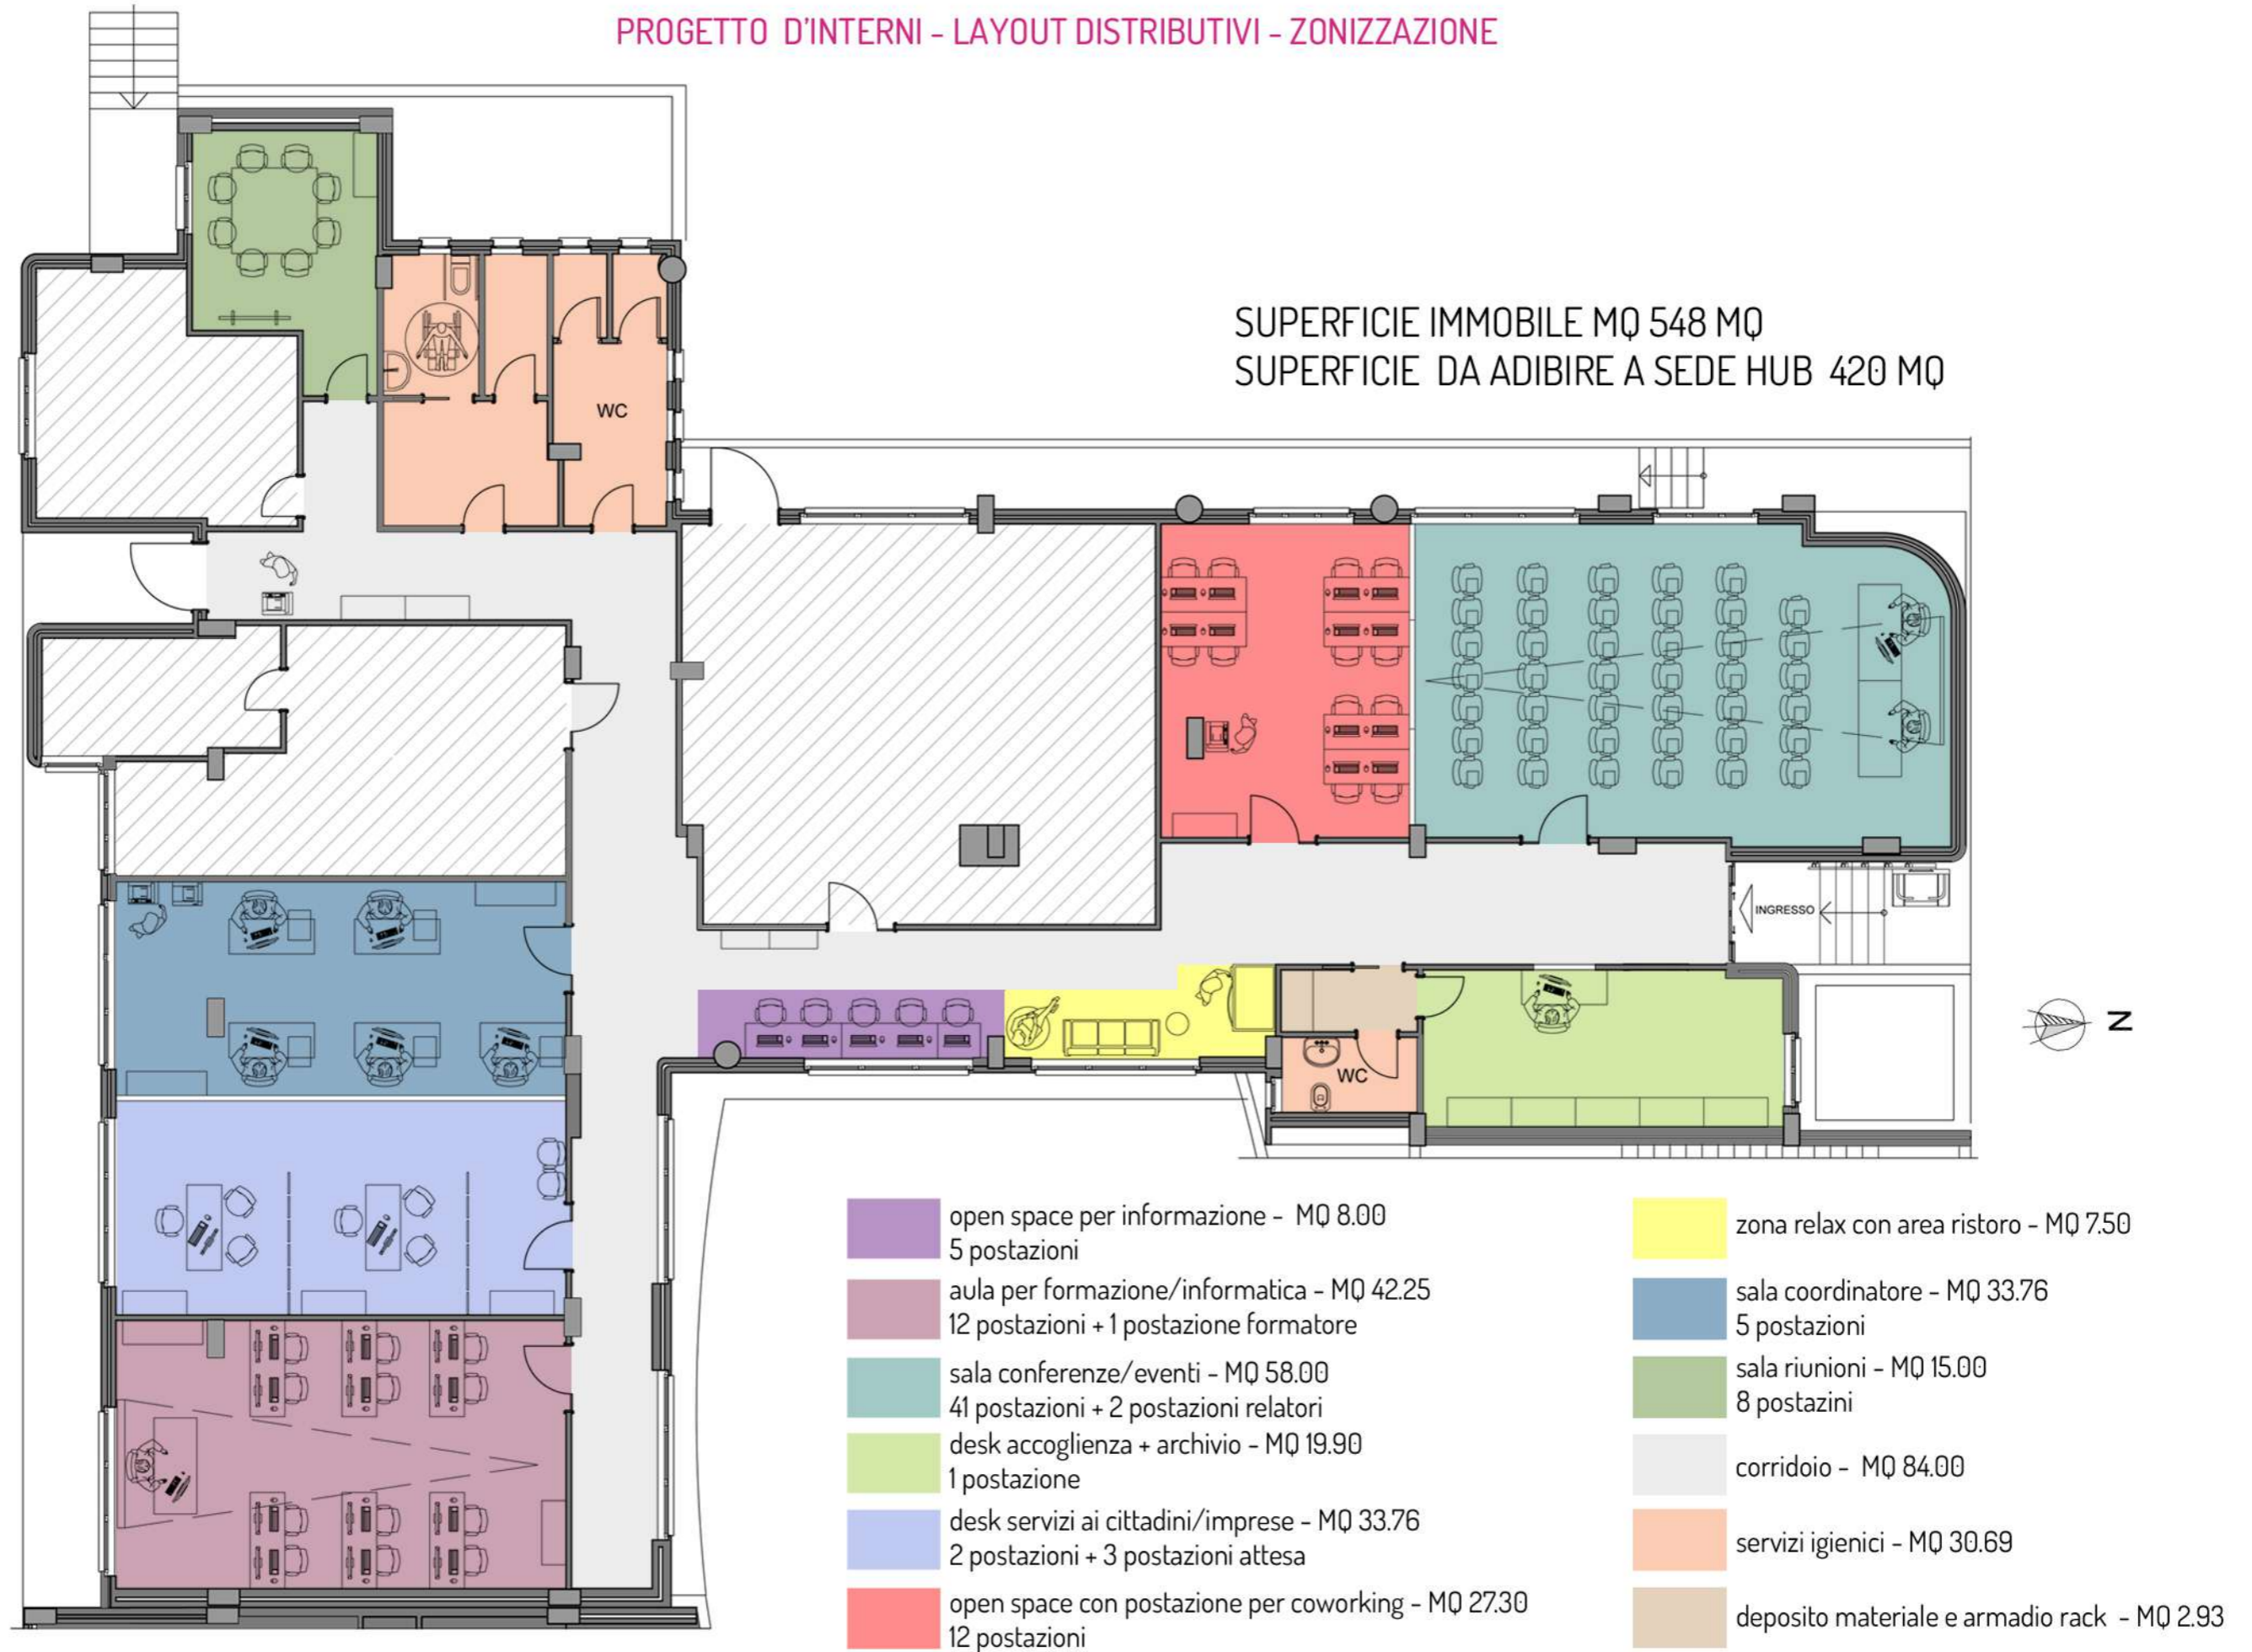 PROGETTO D'INTERNI - LAYOUT DISTRIBUTIVI - ZONIZZAZIONE
SUPERFICIE IMMOBILE MQ 548 MQ
SUPERFICIE DA ADIBIRE A SEDE HUB 420 MQ
WC
INGRESSO
N
WC
open space per informazione - MQ 8.00
5 postazioni
aula per formazione/informatica - MQ 42.25
12 postazioni + 1 postazione formatore
sala conferenze/eventi - MQ 58.00
41 postazioni + 2 postazioni relatori
desk accoglienza + archivio - MQ 19.90
1 postazione
desk servizi ai cittadini/imprese - MQ 33.76
2 postazioni + 3 postazioni attesa
open space con postazione per coworking - MQ 27.30
12 postazioni
zona relax con area ristoro - MQ 7.50
sala coordinatore - MQ 33.76
5 postazioni
sala riunioni - MQ 15.00
8 postazini
corridoio - MQ 84.00
servizi igienici - MQ 30.69
deposito materiale e armadio rack - MQ 2.93